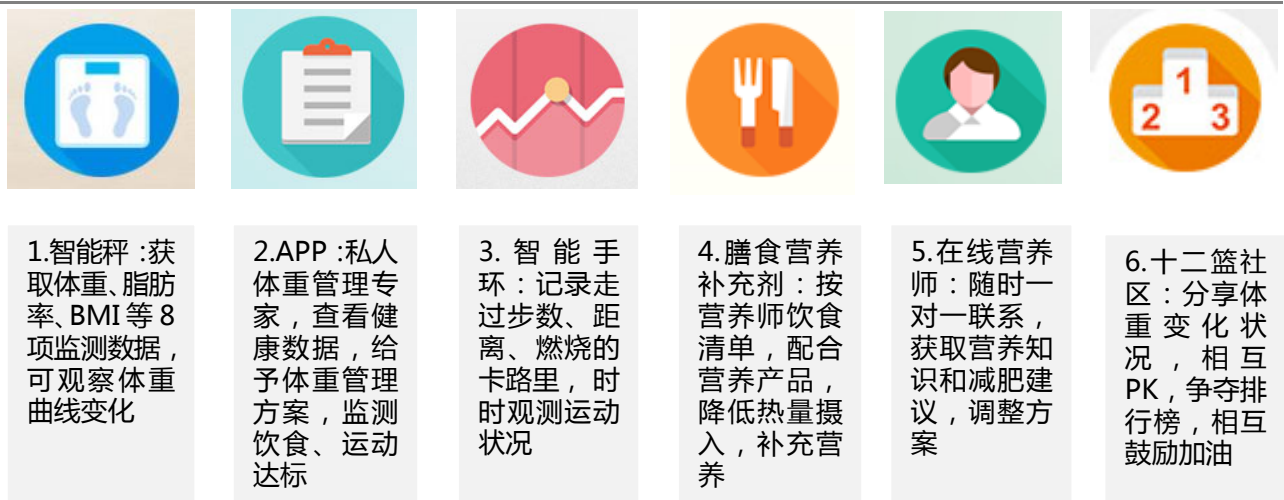 1
2
3
1.智能秤：获
取体重、脂肪
率、BMI 等 8
项监测数据，
可观察体重
曲线变化
2.APP：私人
体重管理专
家，查看健
康数据，给
予体重管理
方案，监测
饮食、运动
达标
3.智能手
环：记录走
过步数、距
离、燃烧的
卡路里，时
时观测运动
状况
4.膳食营养
补充剂：按
营养师饮食
清单，配合
营养产品，
降低热量摄
入，补充营
养
5.在线营养
师：随时一
对一联系，
获取营养知
识和减肥建
议，调整方
案
6.十二篮社
区：分享体
重变化状
况，相互
PK，争夺排
行榜，相互
鼓励加油